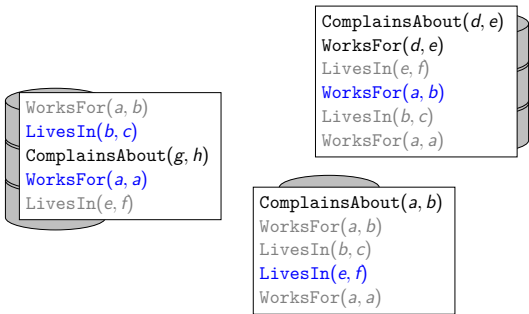 WorksFor(a, b)
LivesIn(b, c)
ComplainsAbout(g, h)
WorksFor(a, a)
LivesIn(e, f)
ComplainsAbout(d, e)
WorksFor(d, e)
LivesIn(e, f)
WorksFor(a, b)
LivesIn(b, c)
WorksFor(a, a)
ComplainsAbout(a, b)
WorksFor(a, b)
LivesIn(b, c)
LivesIn(e, f)
WorksFor(a, a)